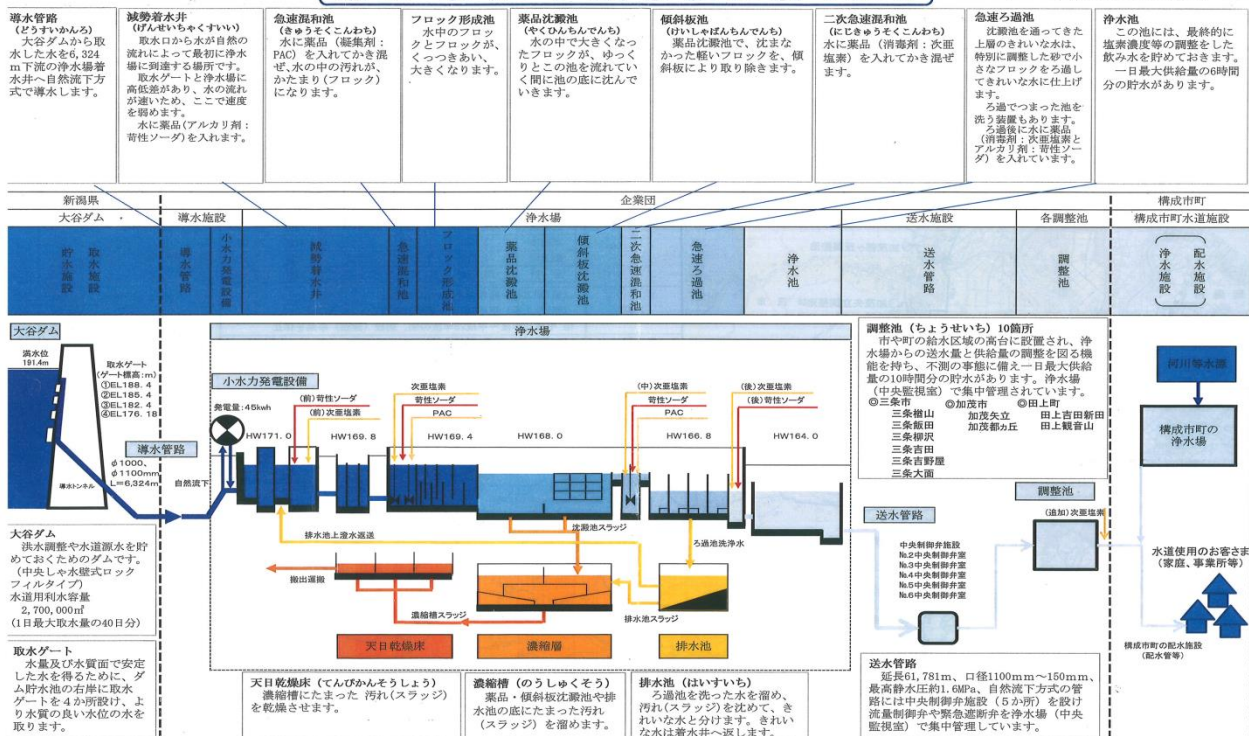 導水管路
(どうすいかんろ)
大谷ダムから取
水した水を6,324
m下流の浄水場着
水井へ自然流下方
式で導水します。
減勢着水井
(げんせいちゃくすいい)
取水口から水が自然の
流れによって最初に浄水
場に到達する場所です。
取水ゲートと浄水場に
高低差があり、水の流れ
が速いため、ここで速度
を弱めます。
水に薬品(アルカリ剤:
苛性ソーダ)を入れます。
急速混和池
(きゅうそくこんわち)
水に薬品(凝集剤:
PAC)を入れてかき混
ぜ、水の中の汚れが、
かたまり(フロック)
になります。
フロック形成池
水中のフロッ
クとフロックが、
くっつきあい、
大きくなります。
薬品沈澱池
(やくひんちんでんち)
水の中で大きくなっ
たフロックが、ゆっく
りとこの池を流れてい
く間に池の底に沈んで
いきます。
傾斜板池
(けいしゃばんちんでんち)
薬品沈澱池で、沈まな
かった軽いフロックを、傾
斜板により取り除きます。
二次急速混和池
(にじきゅうそくこんわち)
水に薬品(消毒剤:次亜
塩素)を入れてかき混ぜ
ます。
急速ろ過池
(きゅうそくろかち)
沈澱池を通ってきた
上層のきれいな水は、
特別に調整した砂で小
さなフロックをろ過し
てきれいな水に仕上げ
ます。
ろ過でつまった池を
洗う装置もあります。
ろ過後に水に薬品
(消毒剤:次亜塩素と
アルカリ剤:苛性ソー
ダ)を入れています。
浄水池
この池には、最終的に
塩素濃度等の調整をした
飲み水を貯めておきます。
一日最大供給量の6時間
分の貯水があります。
新潟県
企業団
構成市町
大谷ダム
導水施設
浄水場
送水施設
各調整池
構成市町水道施設
貯水施設
取水施設
導水管路
小水力発電設備
減勢着水井
急速混和池
フロック形成池
薬品沈澱池
傾斜板沈澱池
二次急速混和池
急速ろ過池
浄水池
送水管路
調整池
浄水施設
配水施設
大谷ダム
満水位
191.4m
取水ゲート
(ゲート標高:m)
①EL188.4
②EL185.4
③EL182.4
④EL176.18
導水トンネル
導水管路
φ1000、
φ1100mm
L=6,324m
自然流下
浄水場
小水力発電設備
発電量:45kwh
(前)苛性ソーダ
(前)次亜塩素
次亜塩素
苛性ソーダ
PAC
(中)次亜塩素
苛性ソーダ
PAC
(後)次亜塩素
(後)苛性ソーダ
HW171.0
HW169.8
HW169.4
HW168.0
HW166.8
HW164.0
沈澱池スラッジ
ろ過池洗浄水
排水池上澄水返送
搬出運搬
濃縮槽スラッジ
排水池スラッジ
天日乾燥床
濃縮層
排水池
調整池(ちょうせいち)10箇所
市や町の給水区域の高台に設置され、浄
水場からの送水量と供給量の調整を図る機
能を持ち、不測の事態に備え一日最大供給
量の10時間分の貯水があります。浄水場
(中央監視室)で集中管理されています。
◎三条市
三条楢山
三条飯田
三条柳沢
三条吉田
三条吉野屋
三条大面
◎加茂市
加茂矢立
加茂都ヵ丘
◎田上町
田上吉田新田
田上観音山
調整池
(追加)次亜塩素
送水管路
中央制御弁施設
No.2中央制御弁室
No.3中央制御弁室
No.4中央制御弁室
No.5中央制御弁室
No.6中央制御弁室
河川等水源
構成市町の
浄水場
水道使用のお客さま
(家庭、事業所等)
構成市町の配水施設
(配水管等)
大谷ダム
洪水調整や水道源水を貯
めておくためのダムです。
(中央しゃ水壁式ロック
フィルタイプ)
水道用利水容量
2,700,000㎥
(1日最大取水量の40日分)
取水ゲート
水量及び水質面で安定
した水を得るために、ダ
ム貯水池の右岸に取水
ゲートを4か所設け、よ
り水質の良い水位の水を
取ります。
天日乾燥床(てんぴかんそうしょう)
濃縮槽にたまった 汚れ(スラッジ)
を乾燥させます。
濃縮槽(のうしゅくそう)
薬品・傾斜板沈澱池や排
水池の底にたまった汚れ
(スラッジ)を溜めます。
排水池(はいすいち)
ろ過池を洗った水を溜め、
汚れ(スラッジ)を沈めて、き
れいな水と分けます。きれい
な水は着水井へ返します。
送水管路
延長61,781m、口径1100mm～150mm、
最高静水圧約1.6MPa、自然流下方式の管
路には中央制御弁施設(5か所)を設け
流量制御弁や緊急遮断弁を浄水場(中央
監視室)で集中管理しています。